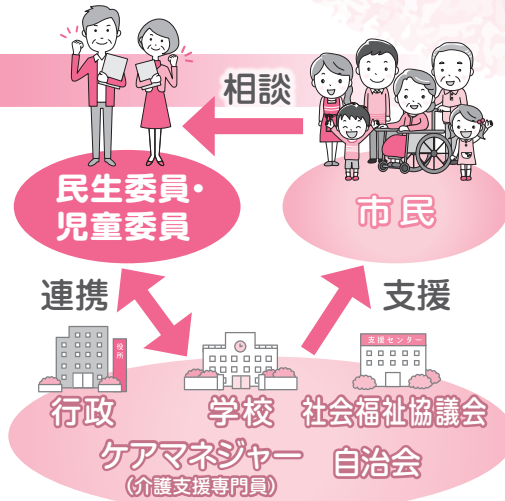 相談
民生委員・
児童委員
市民
連携
支援
役所
支援センター
行政
学校
社会福祉協議会
ケアマネジャー
(介護支援専門員)
自治会